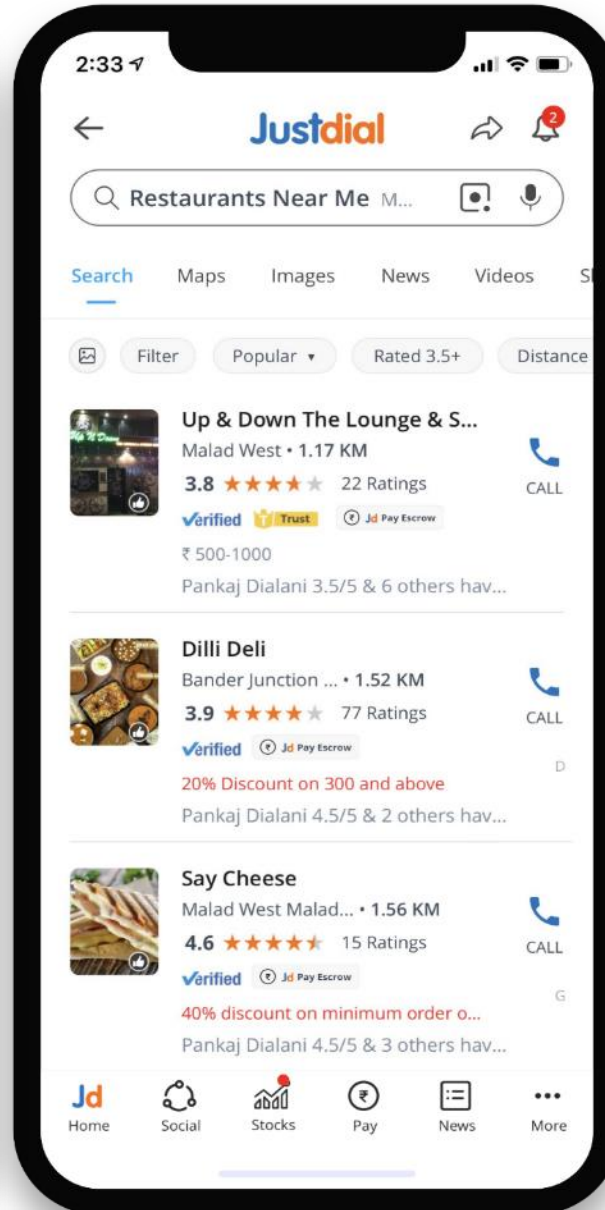 2:33
Justdial
2
Restaurants Near Me M...
Search Maps Images News Videos
Filter Popular Rated 3.5+ Distance
Up & Down The Lounge & S...
Malad West • 1.17 KM
3.8 22 Ratings
CALL
Verified Trust ₹ Jd Pay Escrow
₹ 500-1000
Pankaj Dialani 3.5/5 & 6 others hav...
Dilli Deli
Bander Junction ... • 1.52 KM
3.9 77 Ratings
CALL
Verified ₹ Jd Pay Escrow
D
20% Discount on 300 and above
Pankaj Dialani 4.5/5 & 2 others hav...
Say Cheese
Malad West Malad... • 1.56 KM
4.6 15 Ratings
CALL
Verified ₹ Jd Pay Escrow
G
40% discount on minimum order o...
Pankaj Dialani 4.5/5 & 3 others hav...
Jd ₹
Home Social Stocks Pay News More